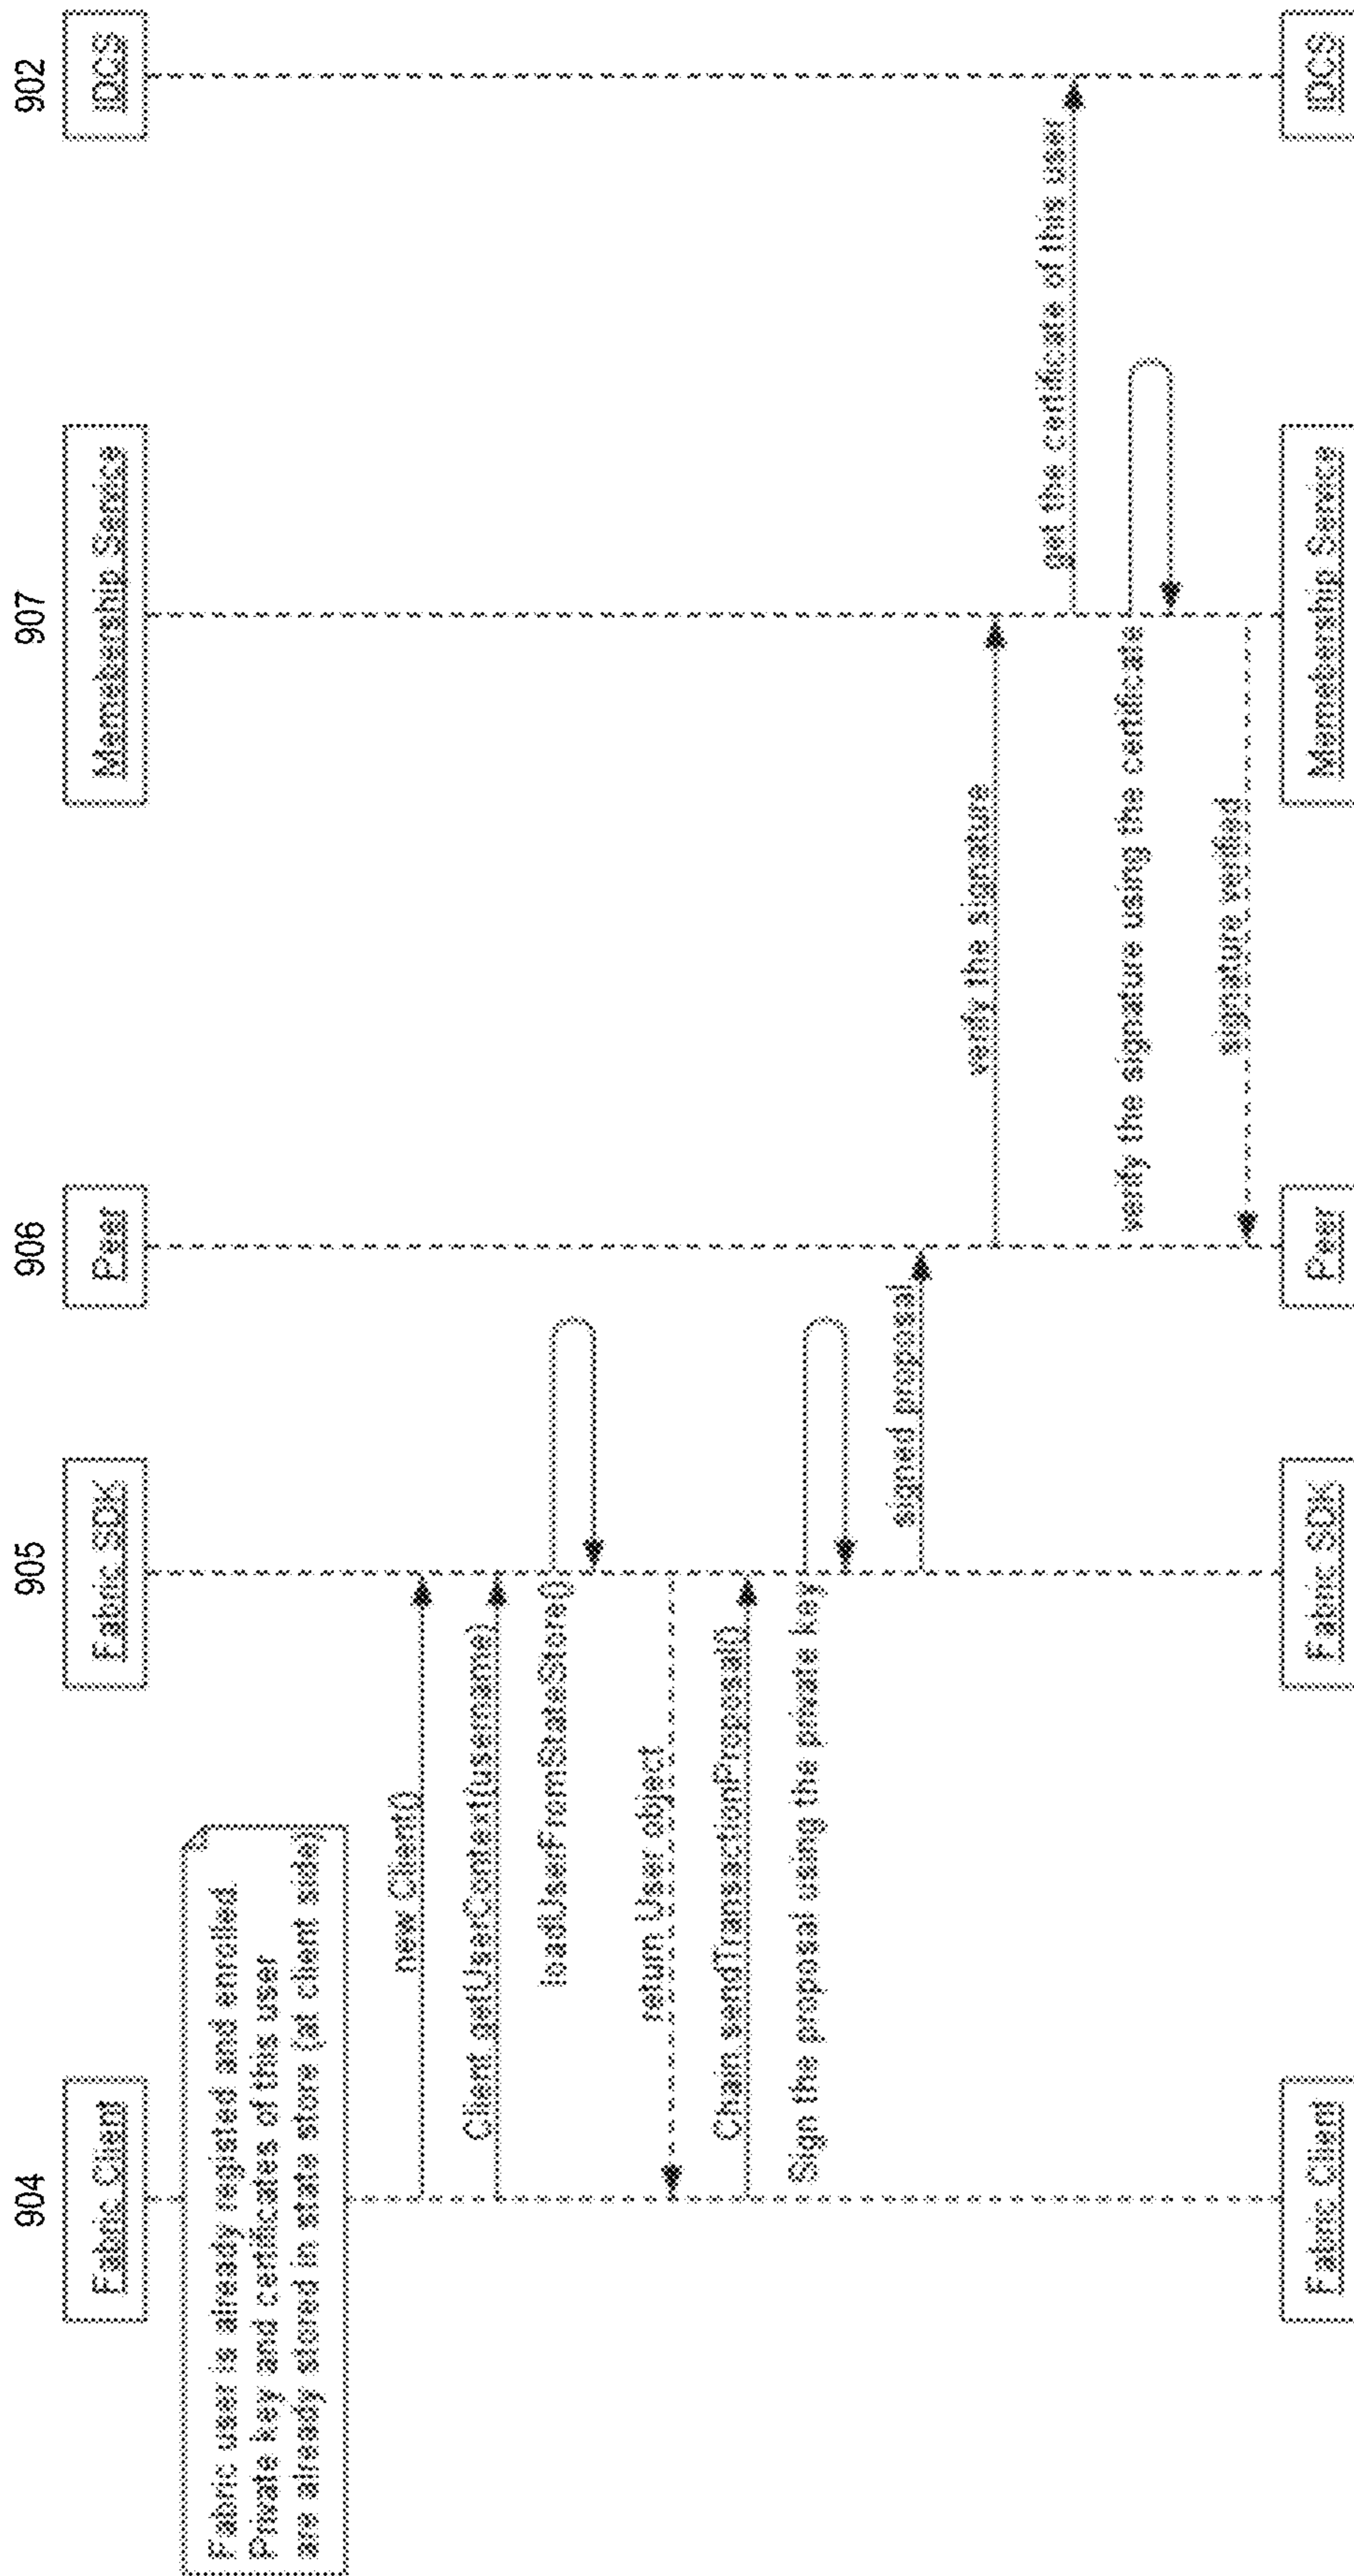 904
905
906
907
902
Fabric Client
Fabric SDK
Peer
Membership Service
IDCS
Fabric user is already registed and enrolled.
Private key and certificates of this user
are already stored in state store (at client side)
new Client()
Client.getUserContext(username)
loadUserFromStateStore()
return User object
Chain.sendTransactionProposal()
Sign the proposal using the private key
signed proposal
verify the signature
get the certificate of this user
verify the signature using the certificate
signature verified
Fabric Client
Fabric SDK
Peer
Membership Service
IDCS